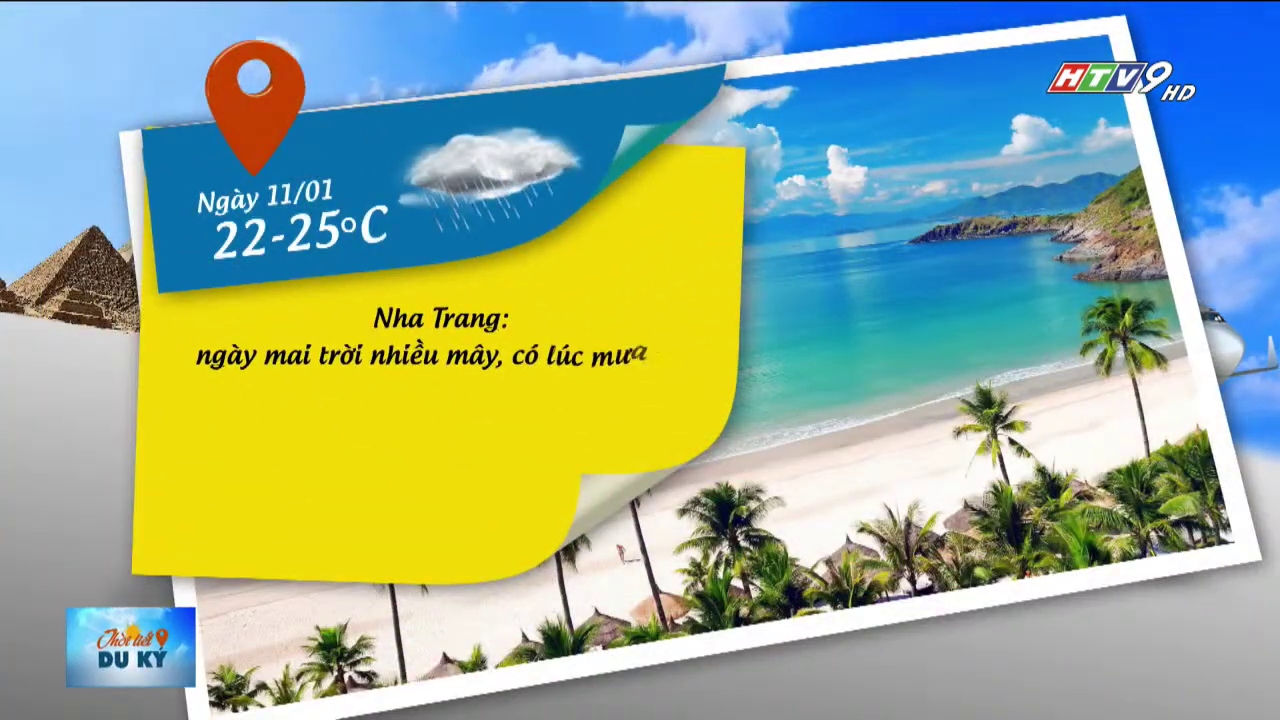 HTV9 HD
Ngày 11/01
22-25°C
Nha Trang:
ngày mai trời nhiều mây, có lúc mưa
Thời tiết
DU KÝ